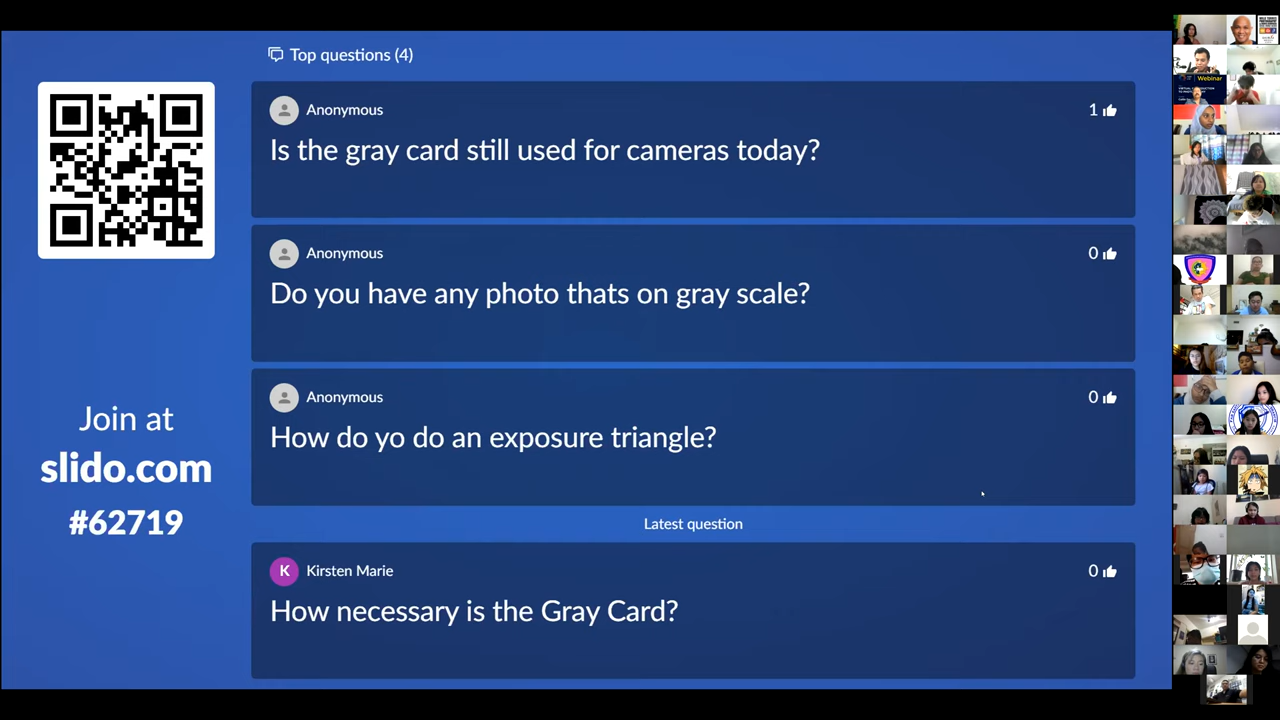 Top questions (4)
Anonymous
1
Is the gray card still used for cameras today?
Anonymous
0
Do you have any photo thats on gray scale?
Anonymous
0
How do yo do an exposure triangle?
Latest question
K
Kirsten Marie
0
How necessary is the Gray Card?
Join at
slido.com
#62719
Webinar